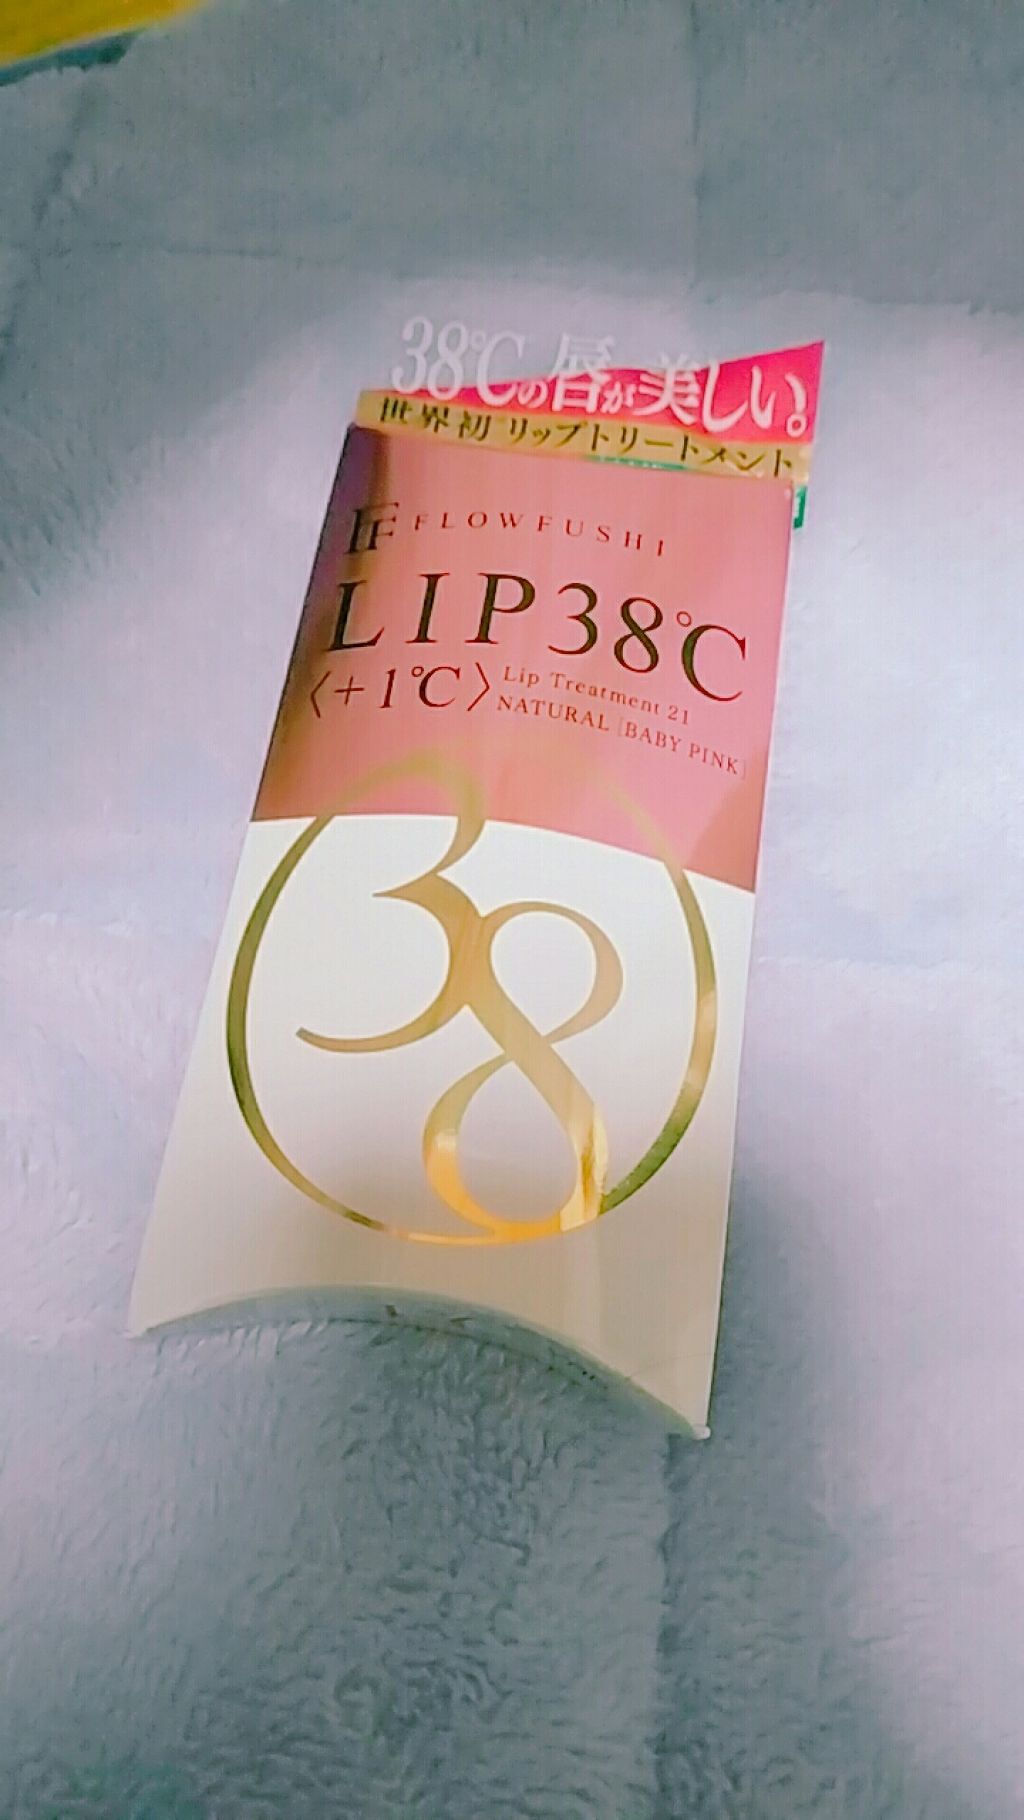 38℃の唇が美しい。
世界初 リップトリートメント
FF FLOWFUSHI
LIP38℃
〈+1℃〉 Lip Treatment 21
NATURAL [BABY PINK]
38